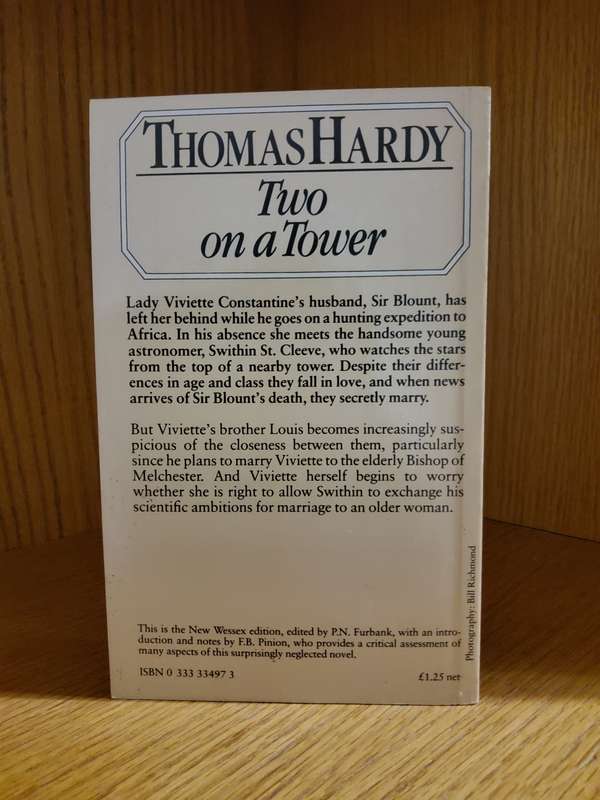 THOMAS HARDY
Two
on a Tower
Lady Viviette Constantine's husband, Sir Blount, has
left her behind while he goes on a hunting expedition to
Africa. In his absence she meets the handsome young
astronomer, Swithin St. Cleeve, who watches the stars
from the top of a nearby tower. Despite their differ-
ences in age and class they fall in love, and when news
arrives of Sir Blount's death, they secretly marry.
But Viviette's brother Louis becomes increasingly sus-
picious of the closeness between them, particularly
since he plans to marry Viviette to the elderly Bishop of
Melchester. And Viviette herself begins to worry
whether she is right to allow Swithin to exchange his
scientific ambitions for marriage to an older woman.
Photography: Bill Richmond
This is the New Wessex edition, edited by P.N. Furbank, with an intro-
duction and notes by F.B. Pinion, who provides a critical assessment of
many aspects of this surprisingly neglected novel.
ISBN 0 333 33497 3
£1.25 net